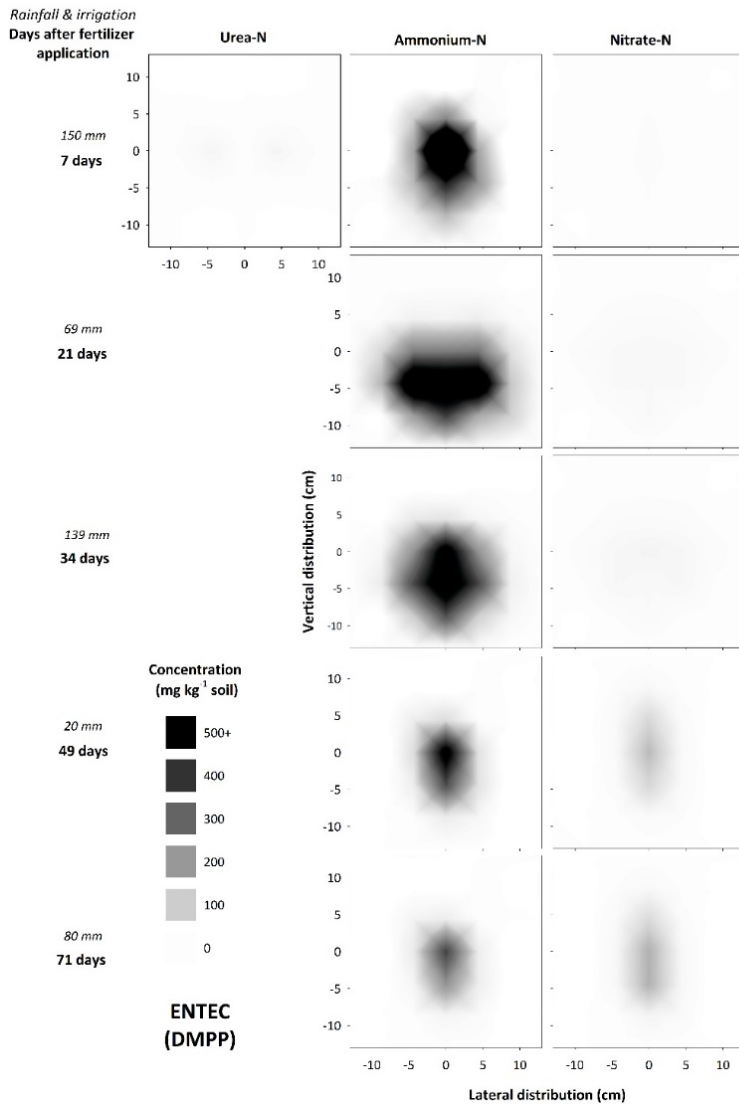 Rainfall & irrigation
Days after fertilizer
application
Urea-N
Ammonium-N
Nitrate-N
10
5
0
-5
-10
-10
-5
0
5
10
150 mm
7 days
69 mm
21 days
10
5
0
-5
-10
139 mm
34 days
Vertical distribution (cm)
10
5
0
-5
-10
20 mm
49 days
Concentration
(mg kg-1 soil)
500+
400
300
200
100
0
10
5
0
-5
-10
80 mm
71 days
10
5
0
-5
-10
ENTEC
(DMPP)
-10
-5
0
5
10
-10
-5
0
5
10
Lateral distribution (cm)